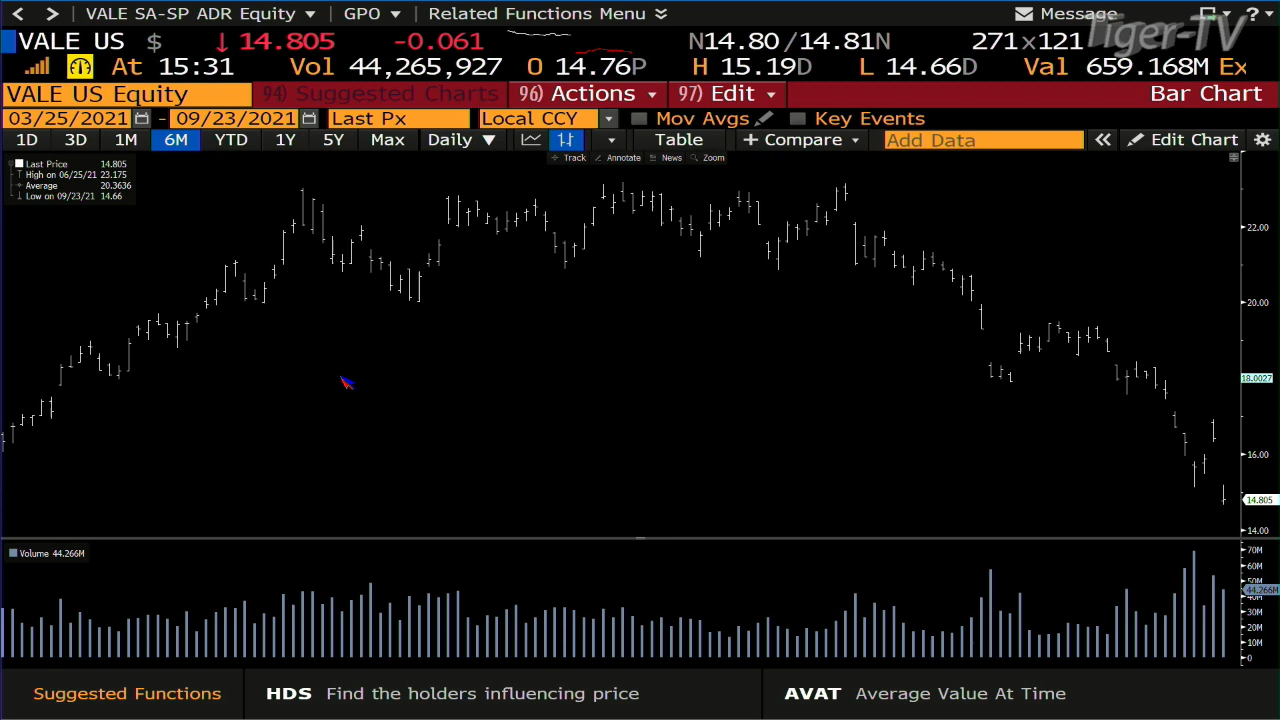 VALE SA-SP ADR Equity GPO Related Functions Menu Message ?
Tiger-TV
VALE US $ 14.805 -0.061 N14.80 /14.81N 271x121
At 15:31 Vol 44,265,927 O 14.76P H 15.19D L 14.66D Val 659.168M Ex
VALE US Equity 94) Suggested Charts 96) Actions 97) Edit Bar Chart
03/25/2021 - 09/23/2021 Last Px Local CCY Mov Avgs Key Events
1D 3D 1M 6M YTD 1Y 5Y Max Daily Table + Compare Add Data « Edit Chart
Track Annotate News Zoom
Last Price 14.805
High on 06/25/21 23.175
Average 20.3636
Low on 09/23/21 14.66
22.00
20.00
18.0027
16.00
14.805
14.00
Volume 44.266M
70M
60M
50M
44.266M
40M
30M
20M
10M
0
Suggested Functions HDS Find the holders influencing price AVAT Average Value At Time